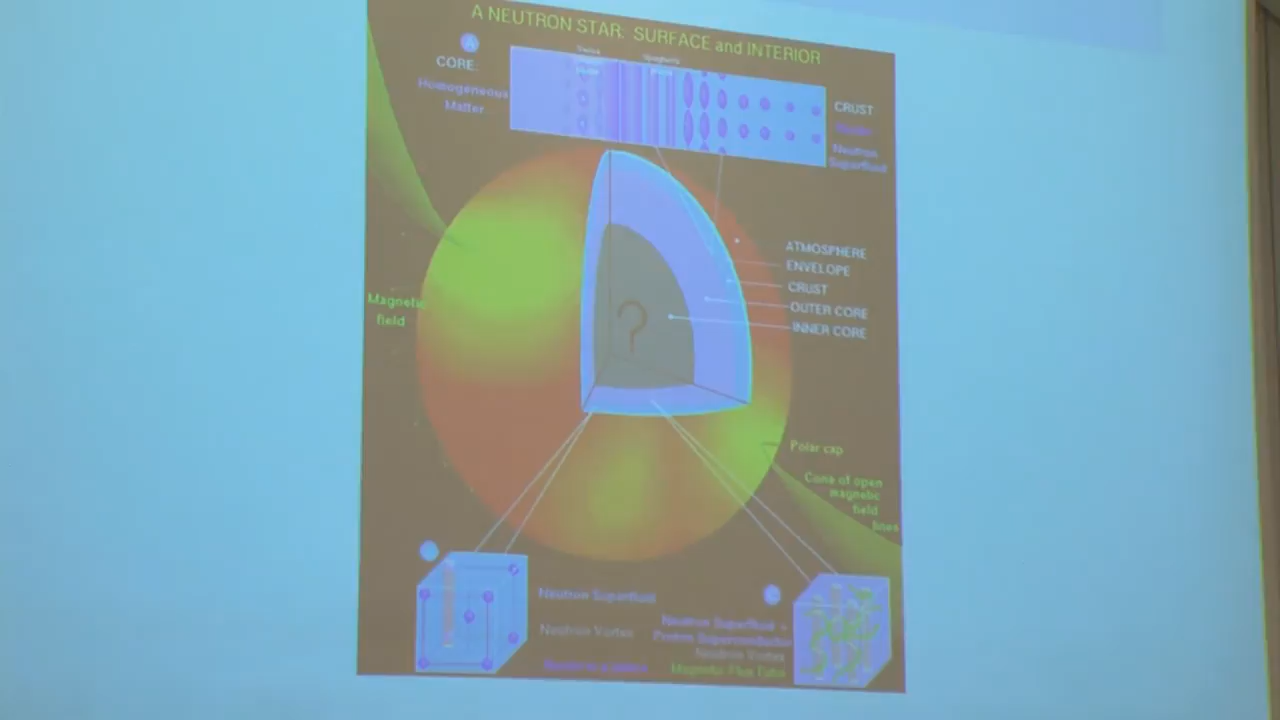 A NEUTRON STAR: SURFACE and INTERIOR
A
CORE:
Homogeneous
Matter
Swiss
Spaghetti
CRUST
Neutron
Superfluid
ATMOSPHERE
ENVELOPE
CRUST
OUTER CORE
INNER CORE
?
Magnetic
field
Polar cap
Cone of open
magnetic
field
lines
Neutron Superfluid
Neutron Vortex
Neutron Superfluid +
Proton Superconductor
Neutron Vortex
Magnetic Flux Tube